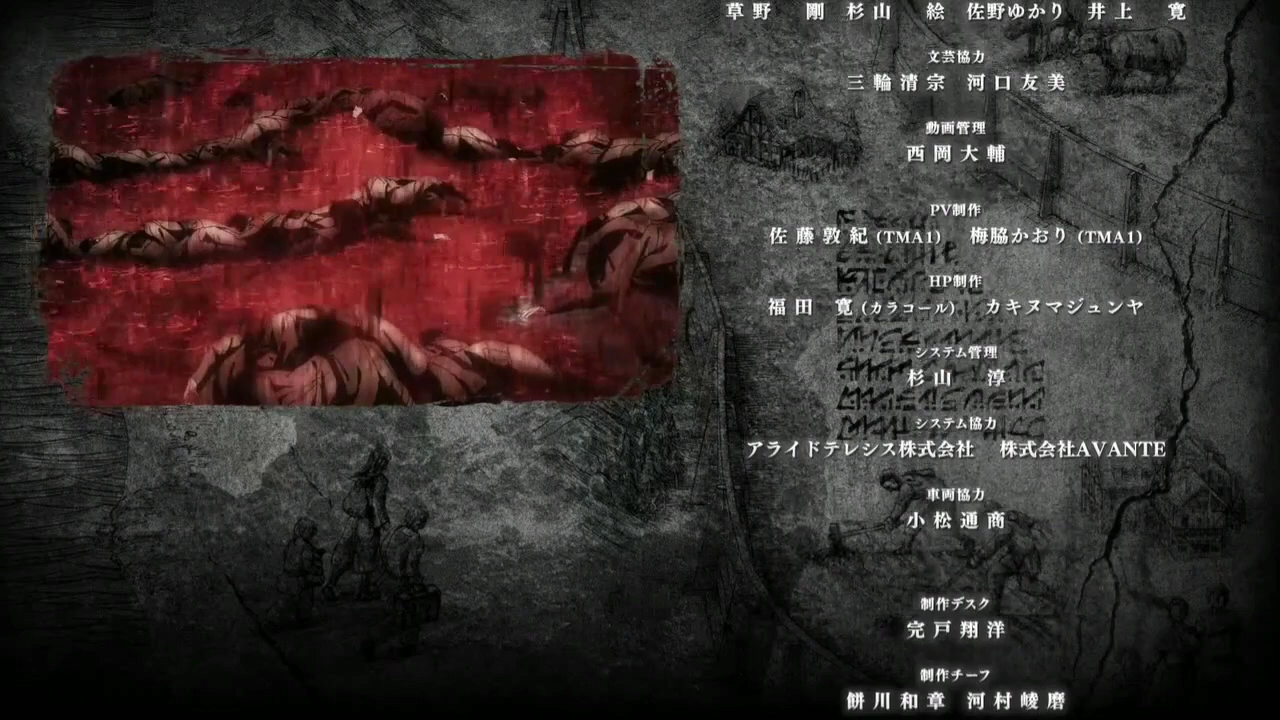 草野 剛 杉山 絵 佐野ゆかり 井上 寛
文芸協力
三輪清宗 河口友美
動画管理
西岡大輔
PV制作
佐藤敦紀(TMA1) 梅脇かおり(TMA1)
HP制作
福田 寛(カラコール) カキヌマジュンヤ
システム管理
杉山 淳
システム協力
アライドテレシス株式会社 株式会社AVANTE
車両協力
小松通商
制作デスク
宍戸翔洋
制作チーフ
餅川和章 河村崚磨